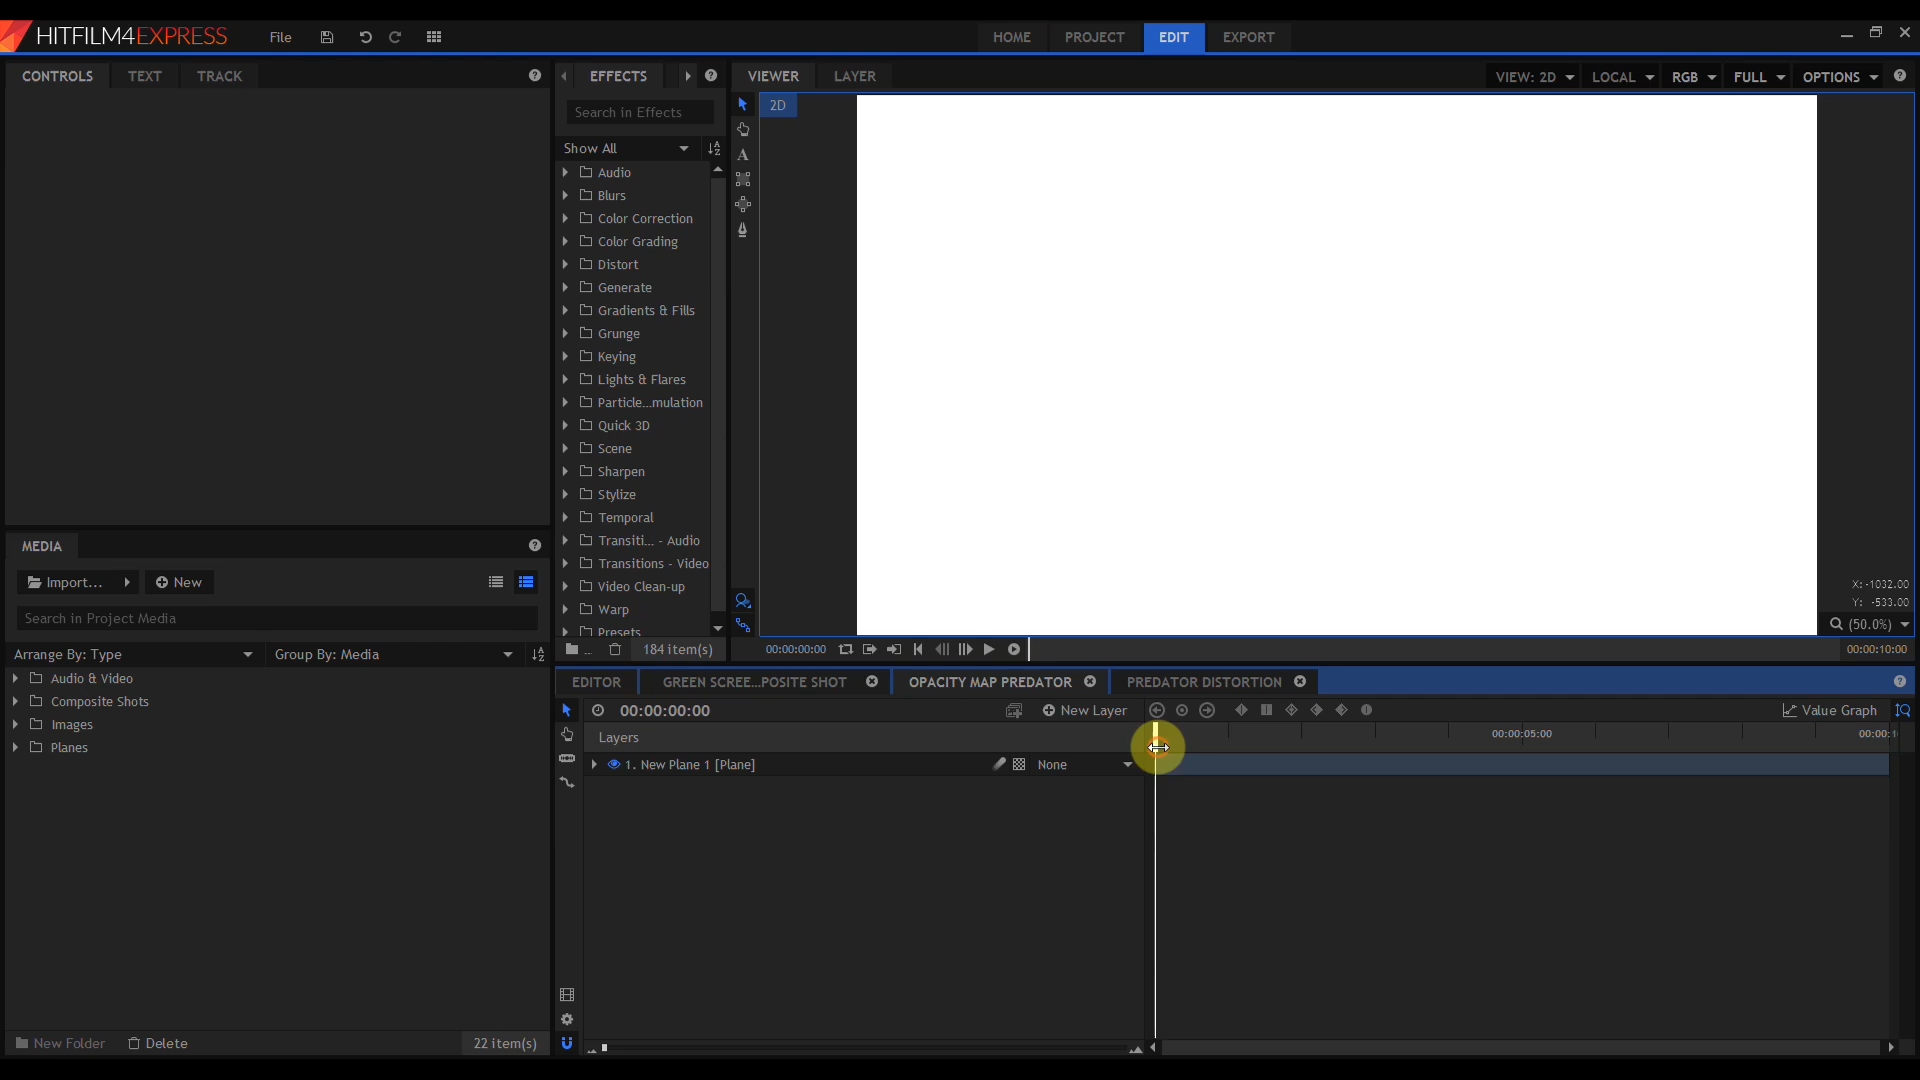 HITFILM4EXPRESS File HOME PROJECT EDIT EXPORT
CONTROLS TEXT TRACK
EFFECTS
Search in Effects
Show All
Audio
Blurs
Color Correction
Color Grading
Distort
Generate
Gradients & Fills
Grunge
Keying
Lights & Flares
Particle...mulation
Quick 3D
Scene
Sharpen
Stylize
Temporal
Transiti... - Audio
Transitions - Video
Video Clean-up
Warp
Presets
... 184 item(s)
VIEWER LAYER VIEW: 2D LOCAL RGB FULL OPTIONS
2D
X: -1032.00
Y: -533.00
(50.0%)
00:00:00:00 00:00:10:00
MEDIA
Import... New
Search in Project Media
Arrange By: Type Group By: Media
Audio & Video
Composite Shots
Images
Planes
New Folder Delete 22 item(s)
EDITOR GREEN SCREE...POSITE SHOT OPACITY MAP PREDATOR PREDATOR DISTORTION
00:00:00:00 New Layer Value Graph
Layers 00:00:05:00 00:00:1
1. New Plane 1 [Plane] None